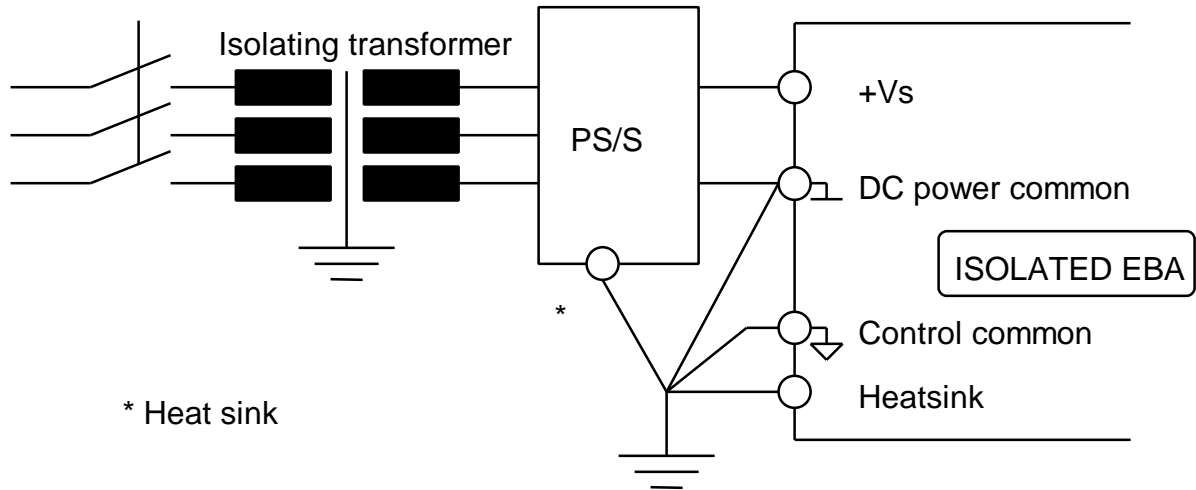 Isolating transformer
+Vs
PS/S
DC power common
ISOLATED EBA
*
Control common
Heatsink
* Heat sink